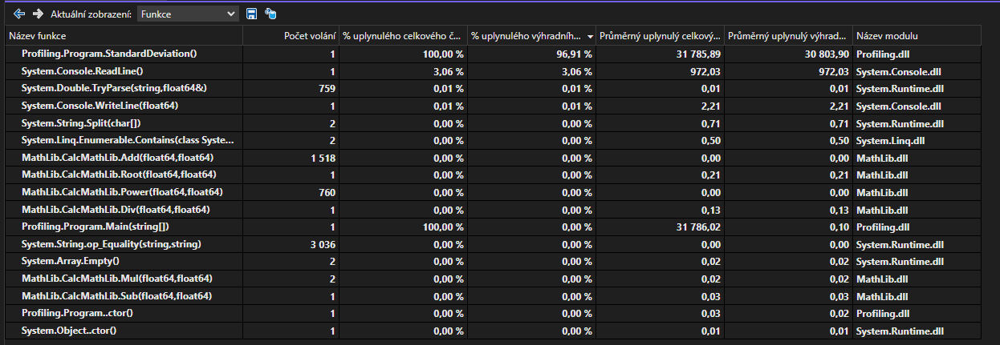 Aktuální zobrazení: Funkce
Název funkce Počet volání % uplynulého celkového č... % uplynulého výhradníh... Průměrný uplynulý celkový... Průměrný uplynulý výhrad... Název modulu
Profiling.Program.StandardDeviation() 1 100,00 % 96,91 % 31 785,89 30 803,90 Profiling.dll
System.Console.ReadLine() 1 3,06 % 3,06 % 972,03 972,03 System.Console.dll
System.Double.TryParse(string,float64&) 759 0,01 % 0,01 % 0,01 0,01 System.Runtime.dll
System.Console.WriteLine(float64) 1 0,01 % 0,01 % 2,21 2,21 System.Console.dll
System.String.Split(char[]) 2 0,00 % 0,00 % 0,71 0,71 System.Runtime.dll
System.Linq.Enumerable.Contains(class Syste... 2 0,00 % 0,00 % 0,50 0,50 System.Linq.dll
MathLib.CalcMathLib.Add(float64,float64) 1 518 0,00 % 0,00 % 0,00 0,00 MathLib.dll
MathLib.CalcMathLib.Root(float64,float64) 1 0,00 % 0,00 % 0,21 0,21 MathLib.dll
MathLib.CalcMathLib.Power(float64,float64) 760 0,00 % 0,00 % 0,00 0,00 MathLib.dll
MathLib.CalcMathLib.Div(float64,float64) 1 0,00 % 0,00 % 0,13 0,13 MathLib.dll
Profiling.Program.Main(string[]) 1 100,00 % 0,00 % 31 786,02 0,10 Profiling.dll
System.String.op_Equality(string,string) 3 036 0,00 % 0,00 % 0,00 0,00 System.Runtime.dll
System.Array.Empty() 2 0,00 % 0,00 % 0,02 0,02 System.Runtime.dll
MathLib.CalcMathLib.Mul(float64,float64) 2 0,00 % 0,00 % 0,02 0,02 MathLib.dll
MathLib.CalcMathLib.Sub(float64,float64) 1 0,00 % 0,00 % 0,03 0,03 MathLib.dll
Profiling.Program..ctor() 1 0,00 % 0,00 % 0,03 0,02 Profiling.dll
System.Object..ctor() 1 0,00 % 0,00 % 0,01 0,01 System.Runtime.dll